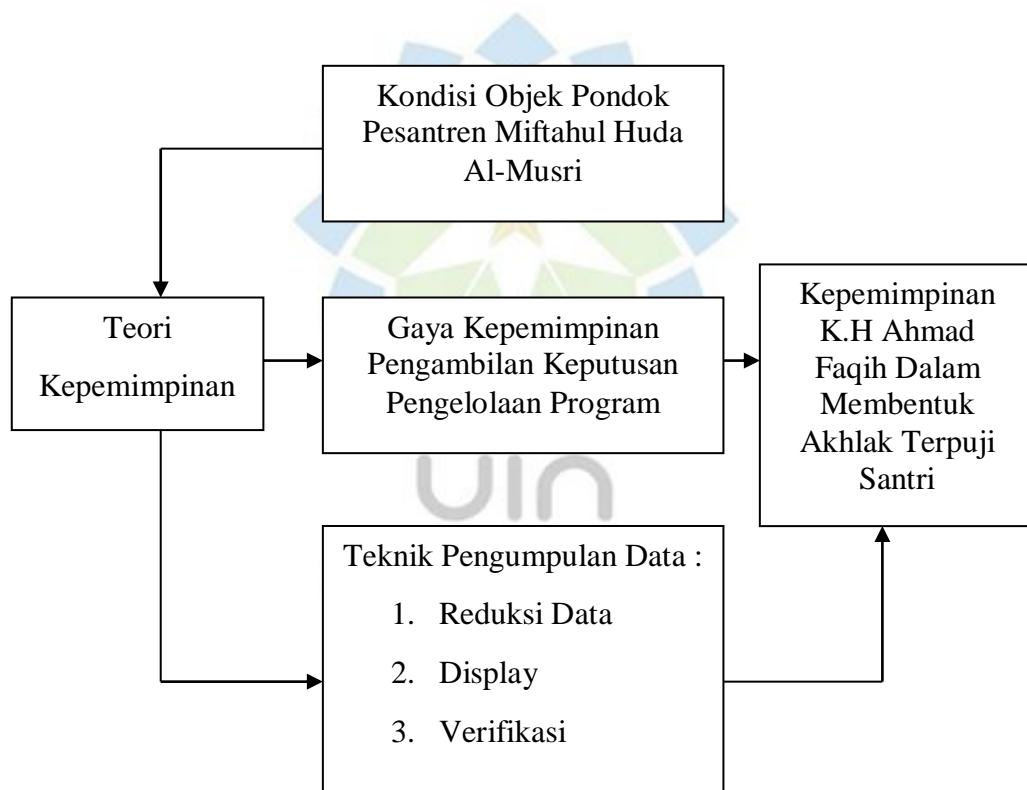 Kondisi Objek Pondok
Pesantren Miftahul Huda
Al-Musri
Teori
Kepemimpinan
Gaya Kepemimpinan
Pengambilan Keputusan
Pengelolaan Program
Kepemimpinan
K.H Ahmad
Faqih Dalam
Membentuk
Akhlak Terpuji
Santri
uin
Teknik Pengumpulan Data :
1. Reduksi Data
2. Display
3. Verifikasi